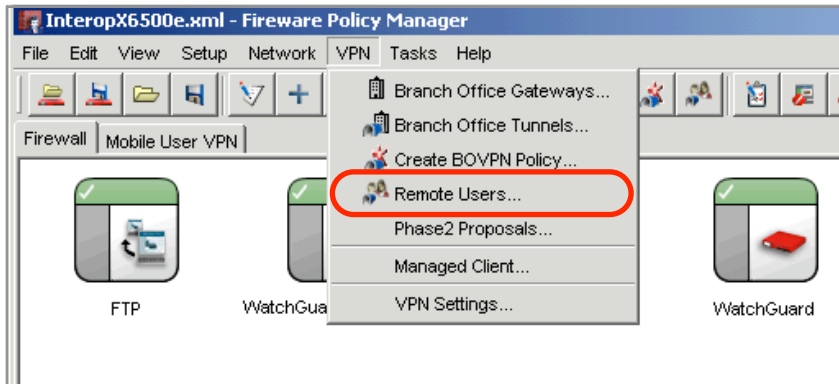 InteropX6500e.xml - Fireware Policy Manager
File Edit View Setup Network VPN Tasks Help
Branch Office Gateways...
Branch Office Tunnels...
Firewall Mobile User VPN
Create BOVPN Policy...
Remote Users...
Phase2 Proposals...
Managed Client...
VPN Settings...
FTP WatchGua WatchGuard